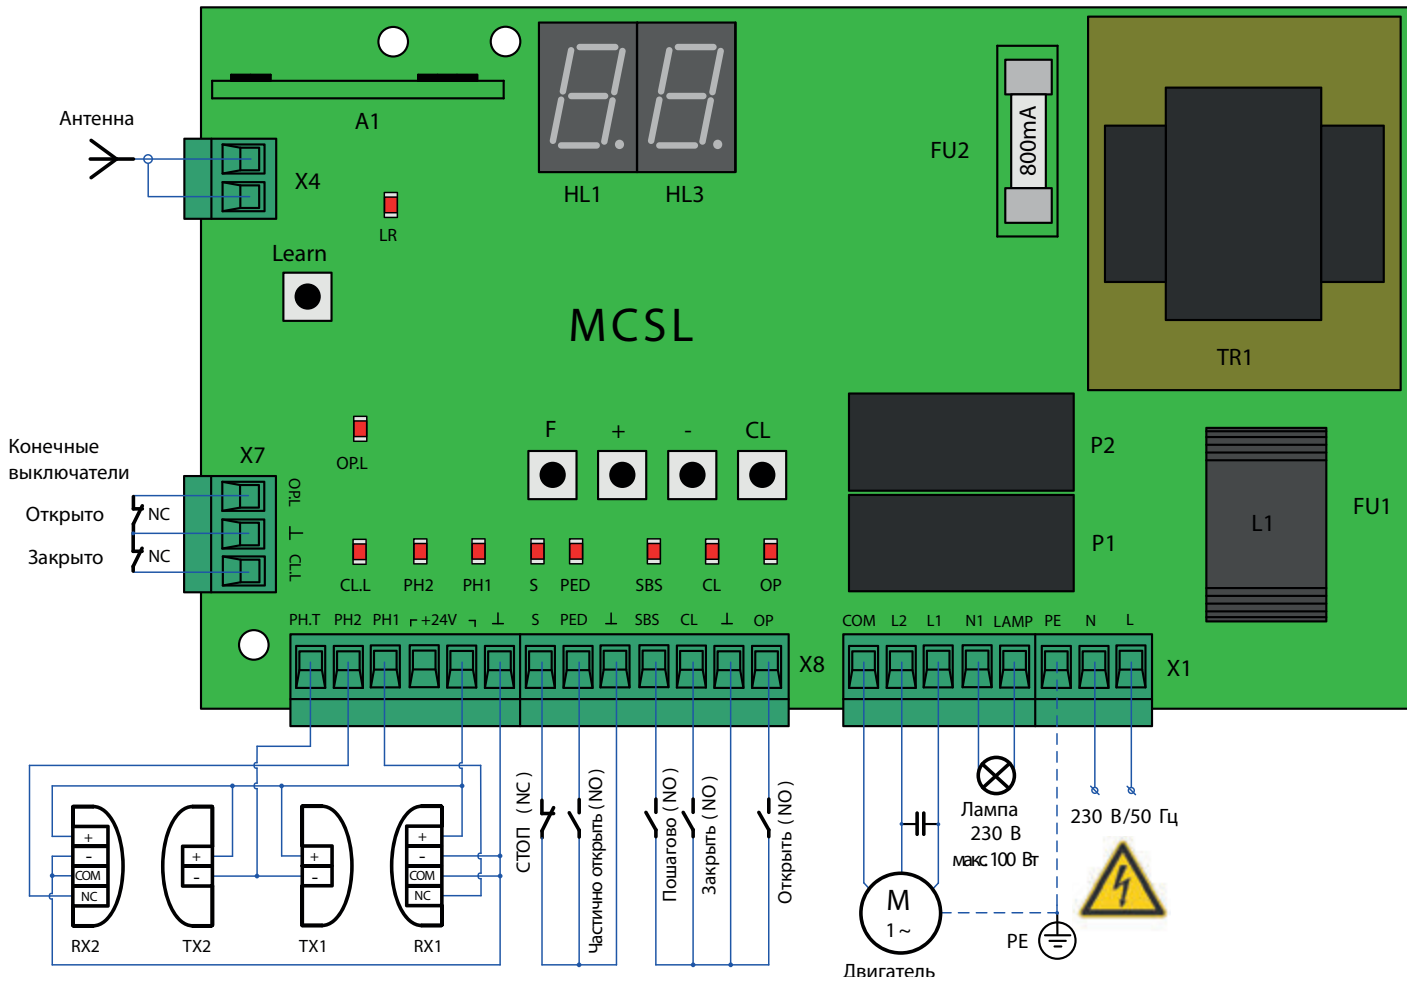 Антенна
X4
A1
LR
Learn
HL1
HL3
FU2
800mA
TR1
MCSL
Конечные
выключатели
X7
OP.L
Открыто
NC
OP.L
⊥
CL.L
Закрыто
NC
F
+
-
CL
P2
P1
L1
FU1
CL.L
PH2
PH1
S
PED
SBS
CL
OP
PH.T
PH2
PH1
+24V
⊥
S
PED
⊥
SBS
CL
⊥
OP
X8
COM
L2
L1
N1
LAMP
PE
N
L
X1
+
-
COM
NC
RX2
+
-
TX2
+
-
TX1
+
-
COM
NC
RX1
СТОП (NC)
Частично открыть (NO)
Пошагово (NO)
Закрыть (NO)
Открыть (NO)
M
1~
Двигатель
Лампа
230 В
макс.100 Вт
230 В/50 Гц
PE